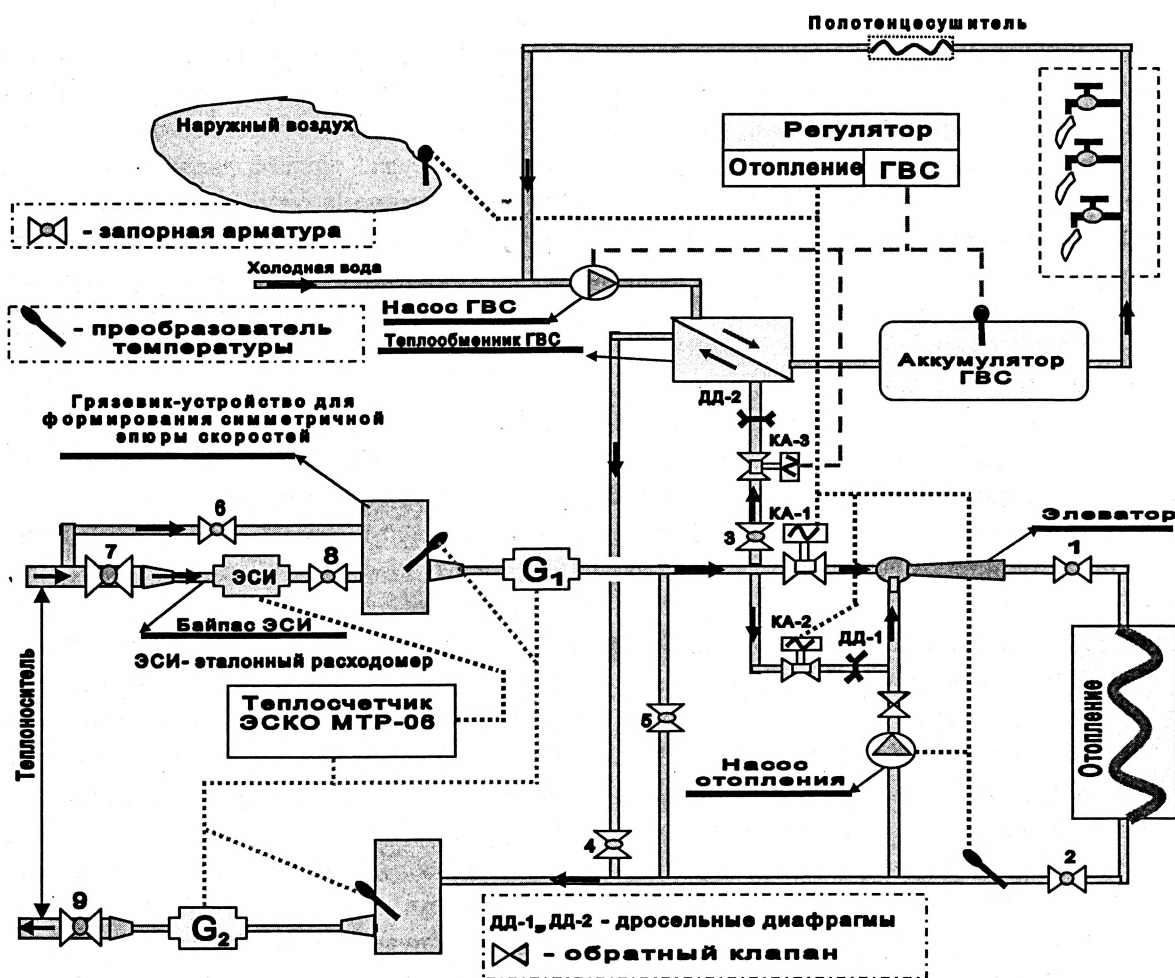 Полотенцесушитель
Наружный воздух
Регулятор
Отопление
ГВС
- запорная арматура
Холодная вода
Насос ГВС
- преобразователь
температуры
Теплообменник ГВС
Аккумулятор
ГВС
Грязевик-устройство для
формирования симметричной
эпюры скоростей
ДД-2
КА-3
6
КА-1
Элеватор
3
7
8
1
ЭСИ
G1
Байпас ЭСИ
КА-2
ДД-1
ЭСИ- эталонный расходомер
Теплосчетчик
ЭСКО МТР-06
Теплоноситель
5
Отопление
Насос
отопления
4
2
9
G2
ДД-1, ДД-2 - дросельные диафрагмы
- обратный клапан